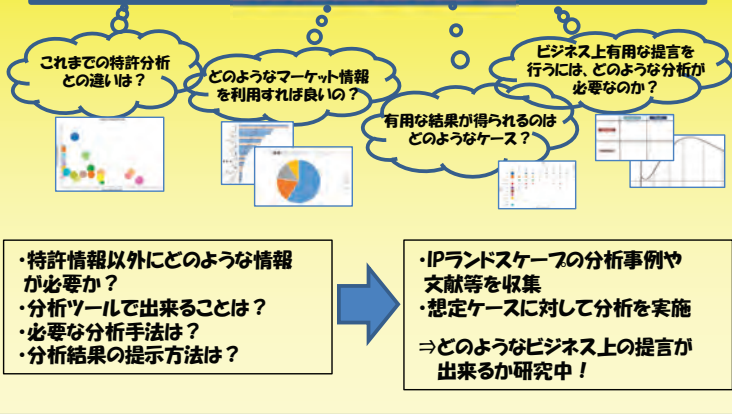 これまでの特許分析
との違いは？
どのようなマーケット情報
を利用すれば良いの？
有用な結果が得られるのは
どのようなケース？
ビジネス上有用な提言を
行うには、どのような分析が
必要なのか？
・特許情報以外にどのような情報
が必要か？
・分析ツールで出来ることは？
・必要な分析手法は？
・分析結果の提示方法は？
・IPランドスケープの分析事例や
文献等を収集
・想定ケースに対して分析を実施
⇒どのようなビジネス上の提言が
出来るか研究中！